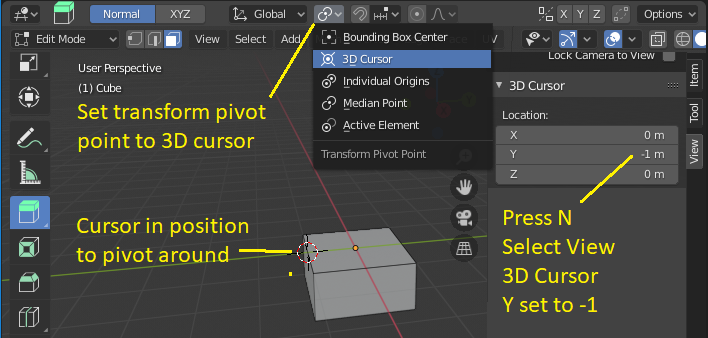 Normal XYZ Global Options
Edit Mode View Select Add UV
Bounding Box Center
3D Cursor
Individual Origins
Median Point
Active Element
Transform Pivot Point
User Perspective
(1) Cube
Set transform pivot
point to 3D cursor
Cursor in position
to pivot around
Lock Camera to View
3D Cursor
Location:
X 0 m
Y -1 m
Z 0 m
Item
Tool
View
Press N
Select View
3D Cursor
Y set to -1